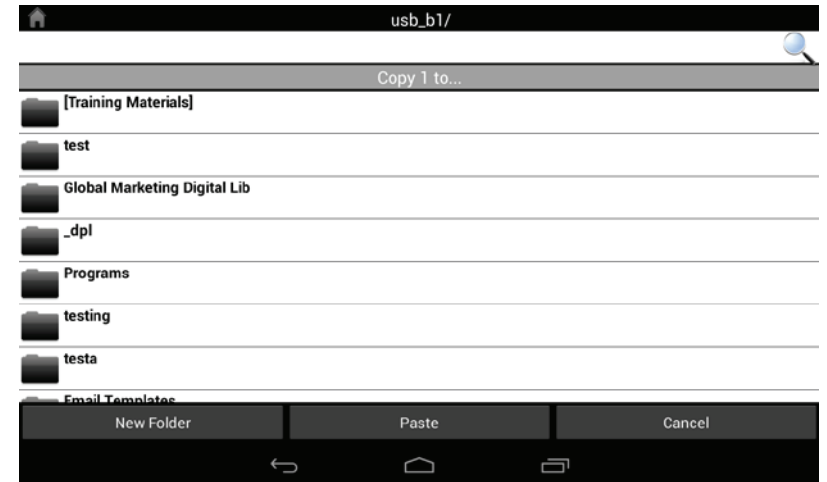 usb_b1/
Copy 1 to...
[Training Materials]
test
Global Marketing Digital Lib
_dpl
Programs
testing
testa
Email Templates
New Folder
Paste
Cancel